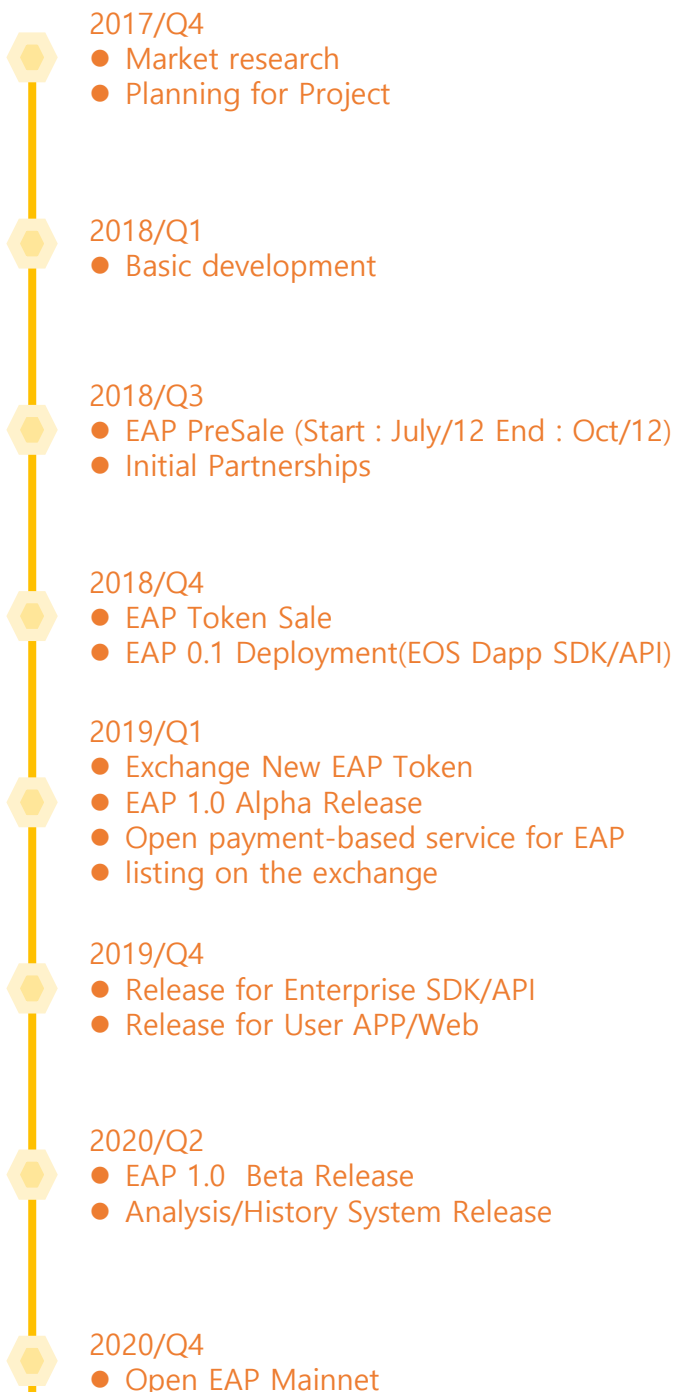 2017/Q4
● Market research
● Planning for Project
2018/Q1
● Basic development
2018/Q3
● EAP PreSale (Start : July/12 End : Oct/12)
● Initial Partnerships
2018/Q4
● EAP Token Sale
● EAP 0.1 Deployment(EOS Dapp SDK/API)
2019/Q1
● Exchange New EAP Token
● EAP 1.0 Alpha Release
● Open payment-based service for EAP
● listing on the exchange
2019/Q4
● Release for Enterprise SDK/API
● Release for User APP/Web
2020/Q2
● EAP 1.0  Beta Release
● Analysis/History System Release
2020/Q4
● Open EAP Mainnet